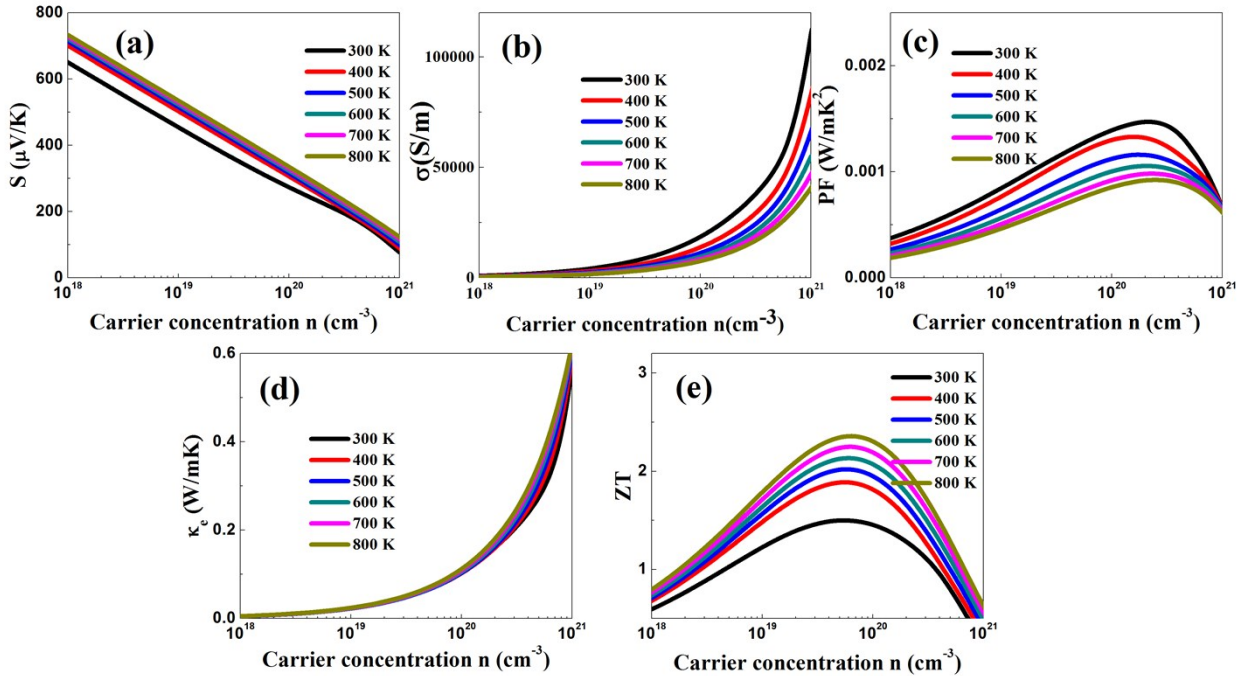 (a)
800
600
400
200
0
S (μV/K)
300 K
400 K
500 K
600 K
700 K
800 K
10^18
10^19
10^20
10^21
Carrier concentration n (cm^-3)
(b)
100000
50000
0
σ(S/m)
300 K
400 K
500 K
600 K
700 K
800 K
10^18
10^19
10^20
10^21
Carrier concentration n(cm^-3)
(c)
0.002
0.001
0.000
PF (W/mK^2)
300 K
400 K
500 K
600 K
700 K
800 K
10^18
10^19
10^20
10^21
Carrier concentration n (cm^-3)
(d)
0.6
0.4
0.2
0.0
κ_e (W/mK)
300 K
400 K
500 K
600 K
700 K
800 K
10^18
10^19
10^20
10^21
Carrier concentration n (cm^-3)
(e)
3
2
1
ZT
300 K
400 K
500 K
600 K
700 K
800 K
10^18
10^19
10^20
10^21
Carrier concentration n (cm^-3)